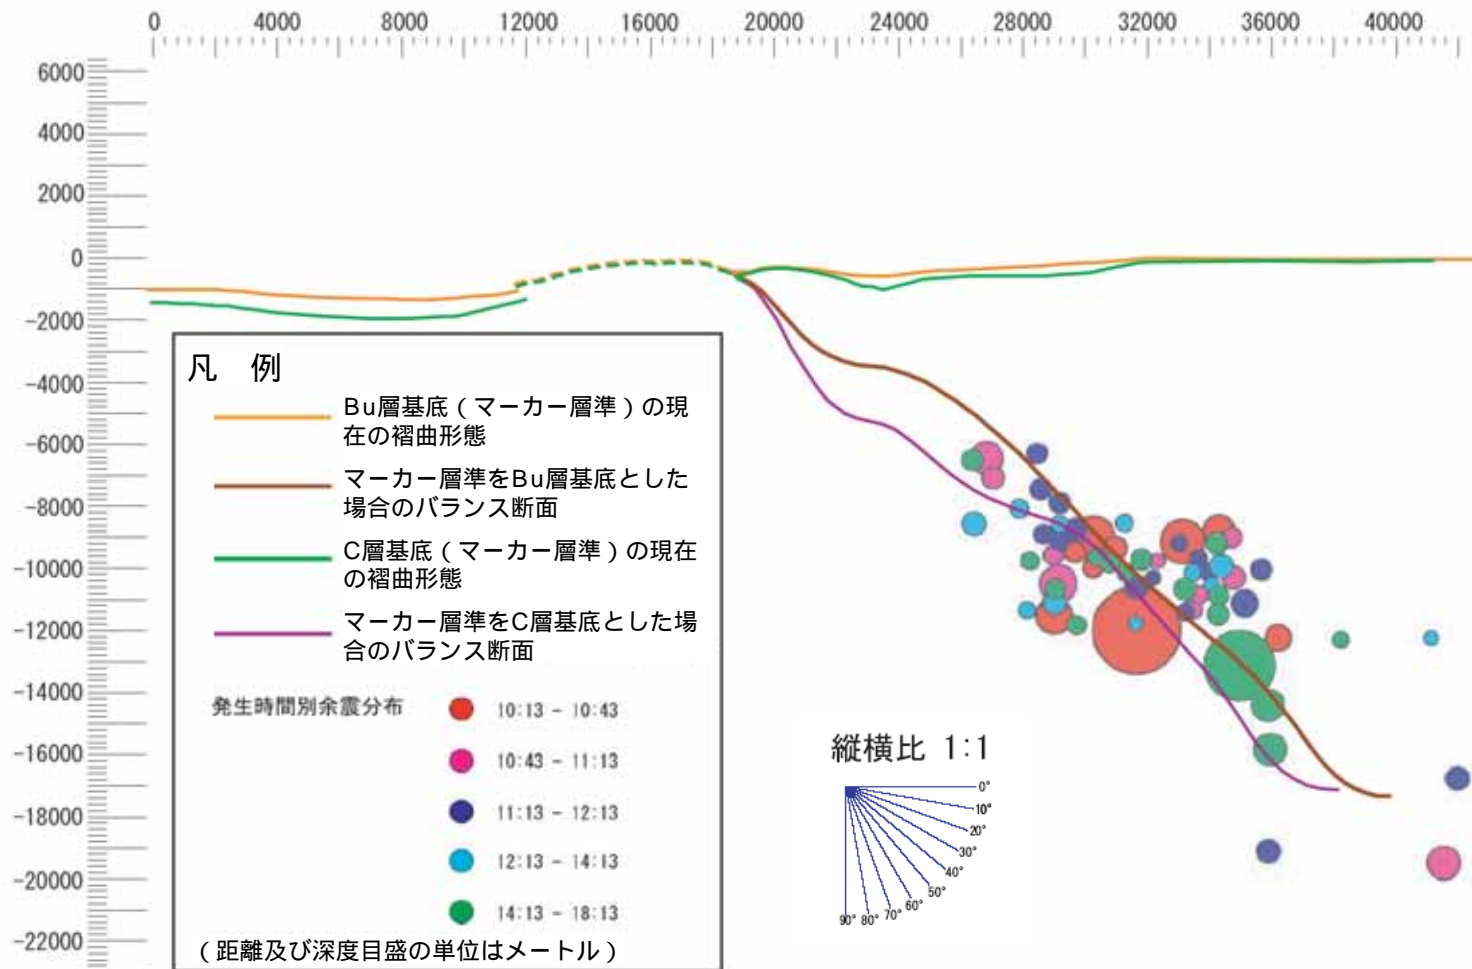 0 4000 8000 12000 16000 20000 24000 28000 32000 36000 40000
6000
4000
2000
0
-2000
-4000
-6000
-8000
-10000
-12000
-14000
-16000
-18000
-20000
-22000
凡 例
Bu層基底（マーカー層準）の現
在の褶曲形態
マーカー層準をBu層基底とした
場合のバランス断面
C層基底（マーカー層準）の現在
の褶曲形態
マーカー層準をC層基底とした場
合のバランス断面
発生時間別余震分布
10:13 - 10:43
10:43 - 11:13
11:13 - 12:13
12:13 - 14:13
14:13 - 18:13
（距離及び深度目盛の単位はメートル）
縦横比 1:1
0°
10°
20°
30°
40°
50°
60°
70°
80°
90°